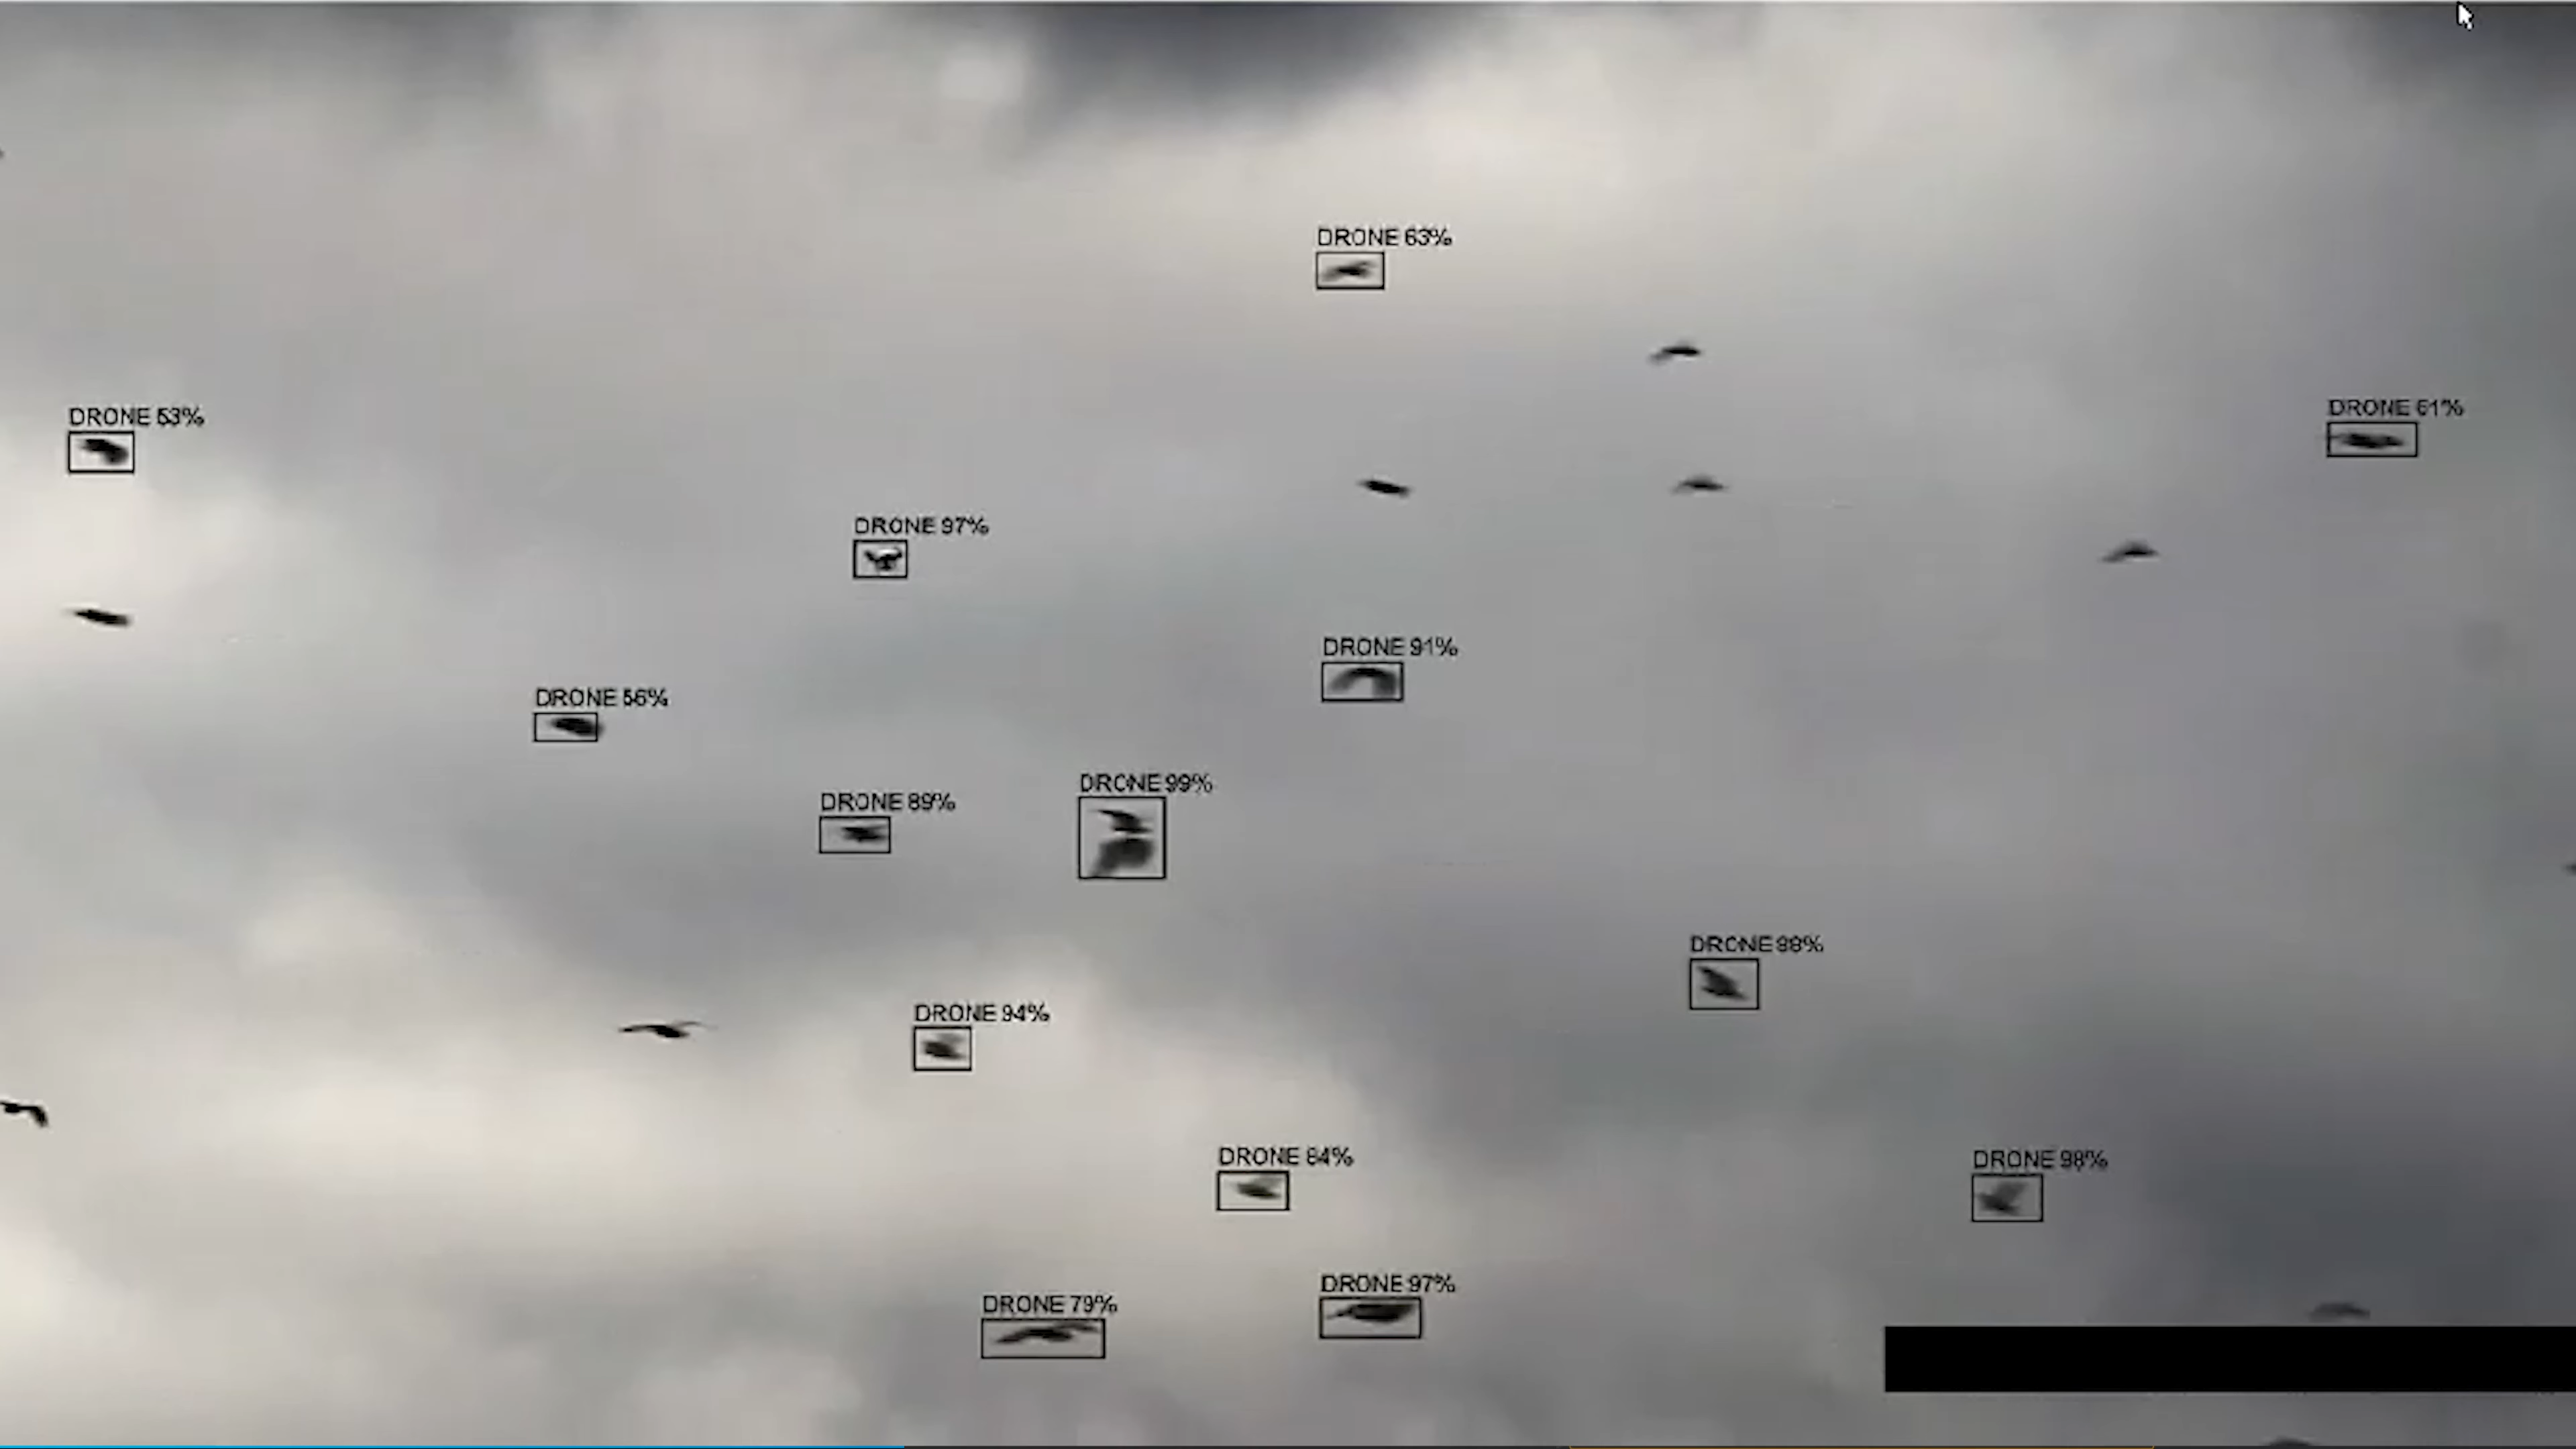 DRONE 63%
DRONE 61%
DRONE 53%
DRONE 97%
DRONE 91%
DRONE 56%
DRONE 99%
DRONE 89%
DRONE 88%
DRONE 94%
DRONE 84%
DRONE 98%
DRONE 97%
DRONE 79%